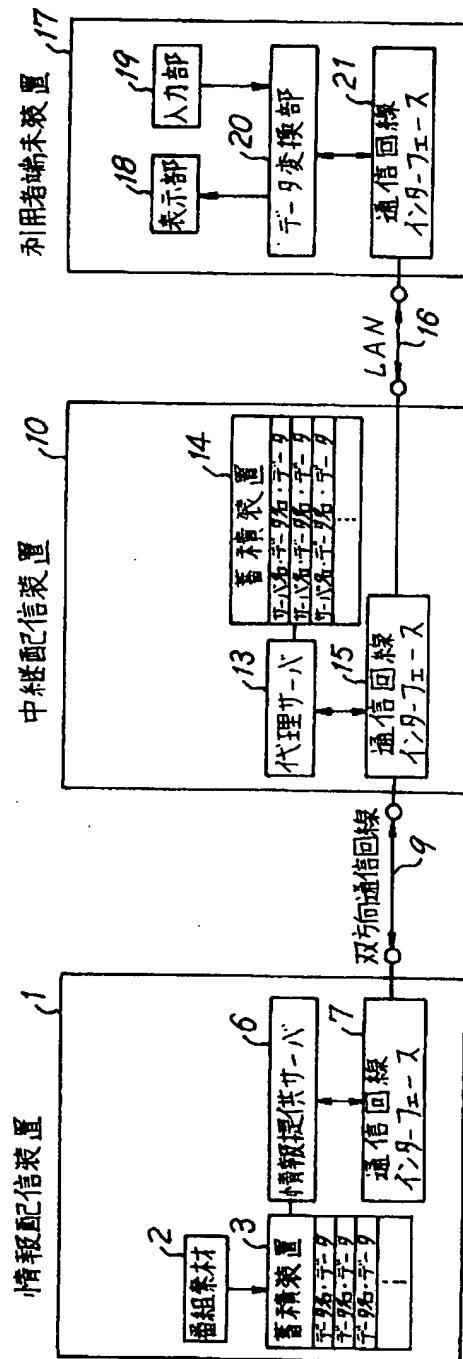 情報配信装置
1
2
番組素材
3
蓄積装置
データ名・データ
データ名・データ
データ名・データ
⋮
6
情報提供サーバ
7
通信回線
インターフェース
双方向通信回線
9
中継配信装置
10
13
代理サーバ
14
蓄積装置
サーバ名・データ名・データ
サーバ名・データ名・データ
サーバ名・データ名・データ
⋮
15
通信回線
インターフェース
LAN
16
利用者端末装置
17
18
表示部
19
入力部
20
データ変換部
21
通信回線
インターフェース